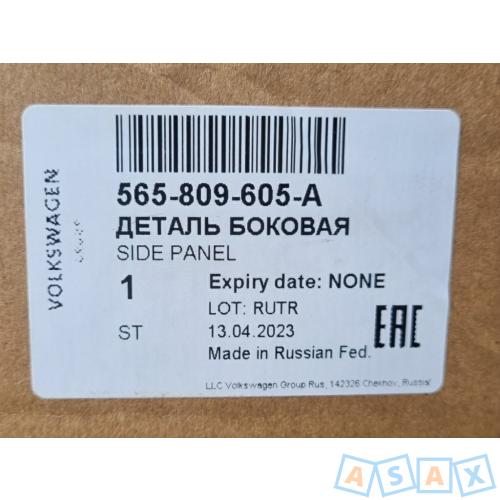 VOLKSWAGEN
565-809-605-A
ДЕТАЛЬ БОКОВАЯ
SIDE PANEL
1
Expiry date: NONE
LOT: RUTR
ST
13.04.2023
Made in Russian Fed.
EAC
LLC Volkswagen Group Rus, 142326 Chekhov, Russia
ASAX